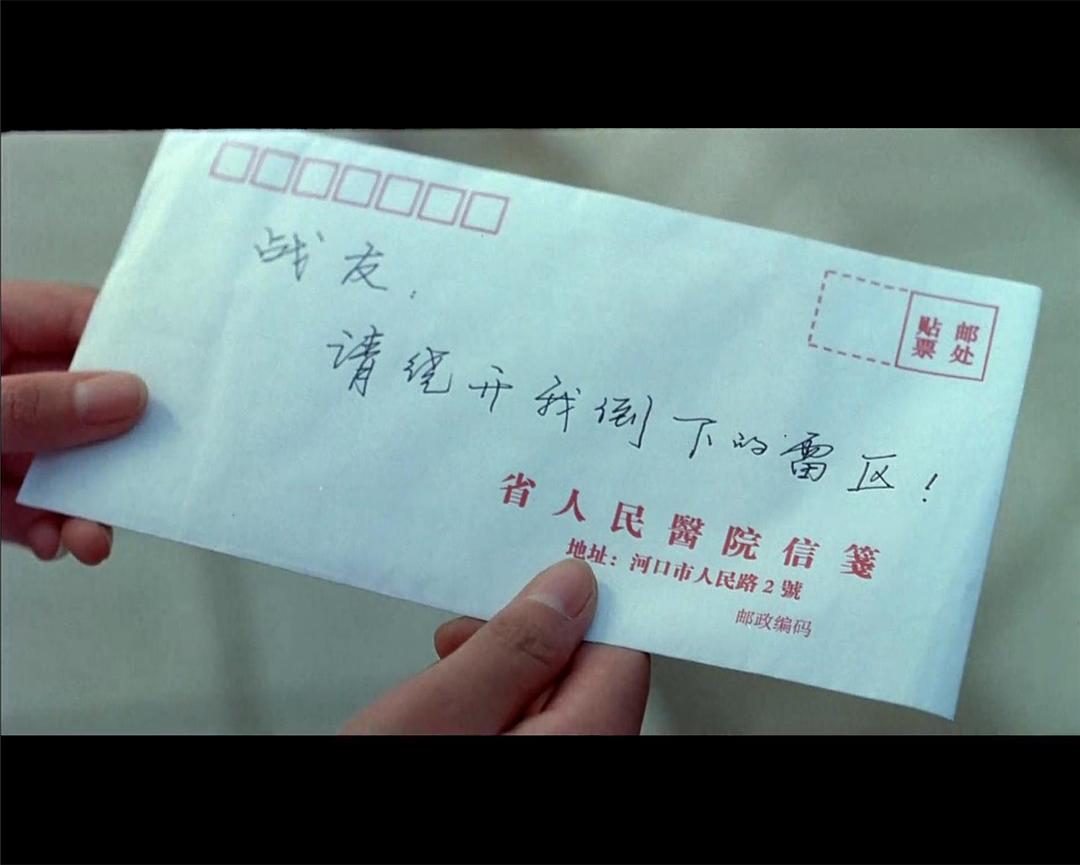 战友，
请绕开我倒下的雷区！
贴邮
票处
省人民醫院信箋
地址：河口市人民路2號
邮政编码